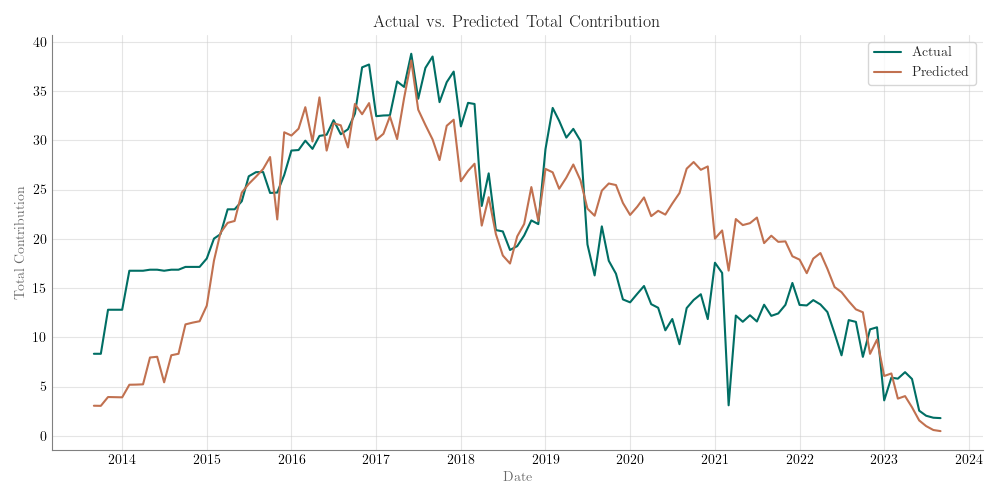 Actual vs. Predicted Total Contribution
Actual
Predicted
Total Contribution
40
35
30
25
20
15
10
5
0
2014 2015 2016 2017 2018 2019 2020 2021 2022 2023 2024
Date